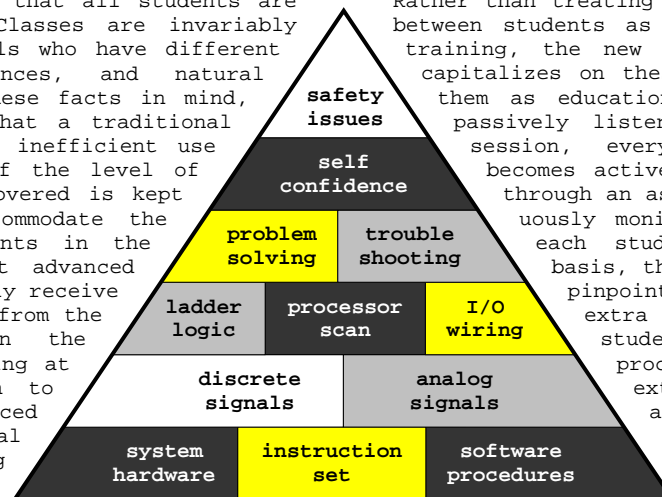 that all students are
Classes are invariably
ls who have different
nces, and natural
ese facts in mind,
hat a traditional
inefficient use
f the level of
overed is kept
ommodate the
nts in the
t advanced
y receive
from the
n the
ng at
to
ced
al
g
safety
issues
self
confidence
problem
solving
trouble
shooting
ladder
logic
processor
scan
I/O
wiring
discrete
signals
analog
signals
system
hardware
instruction
set
software
procedures
Rather than treating
between students as
training, the new
capitalizes on the
them as education
passively listen
session, every
becomes active
through an as
uously moni
each stud
basis, th
pinpoint
extra
stude
proc
ext
a